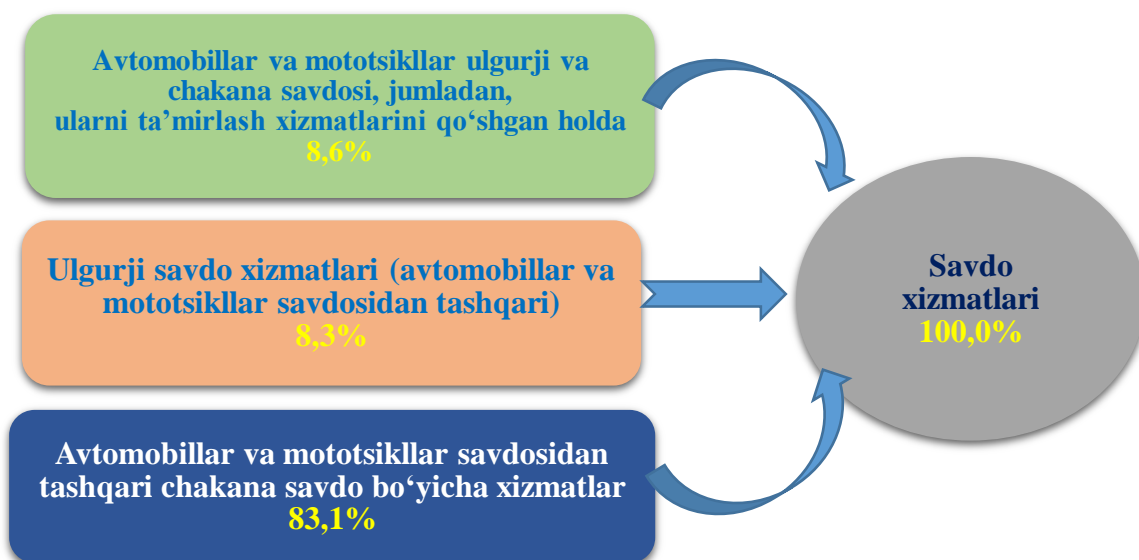 Avtomobillar va mototsikllar ulgurji va
chakana savdosi, jumladan,
ularni ta’mirlash xizmatlarini qo‘shgan holda
8,6%
Ulgurji savdo xizmatlari (avtomobillar va
mototsikllar savdosidan tashqari)
8,3%
Avtomobillar va mototsikllar savdosidan
tashqari chakana savdo bo‘yicha xizmatlar
83,1%
Savdo
xizmatlari
100,0%